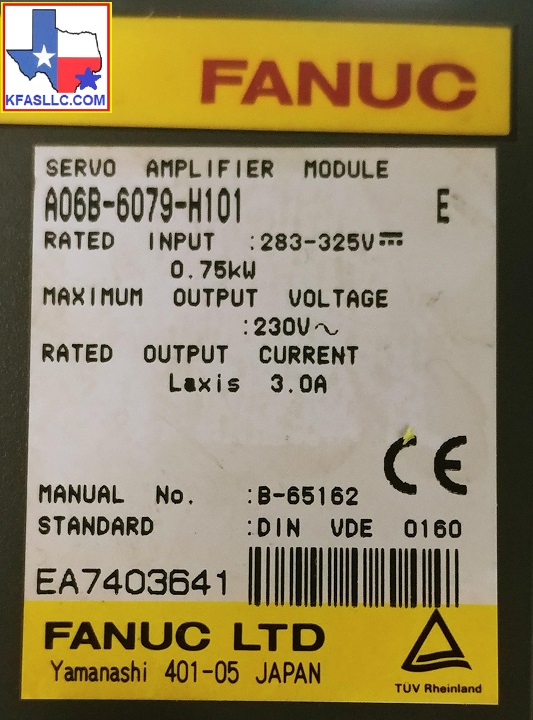 KFASLLC.COM
FANUC
SERVO AMPLIFIER MODULE
A06B-6079-H101 E
RATED INPUT :283-325V⎓
0.75kW
MAXIMUM OUTPUT VOLTAGE
:230V～
RATED OUTPUT CURRENT
Laxis 3.0A
CE
MANUAL No. :B-65162
STANDARD :DIN VDE 0160
EA7403641
FANUC LTD
Yamanashi 401-05 JAPAN
TÜV Rheinland